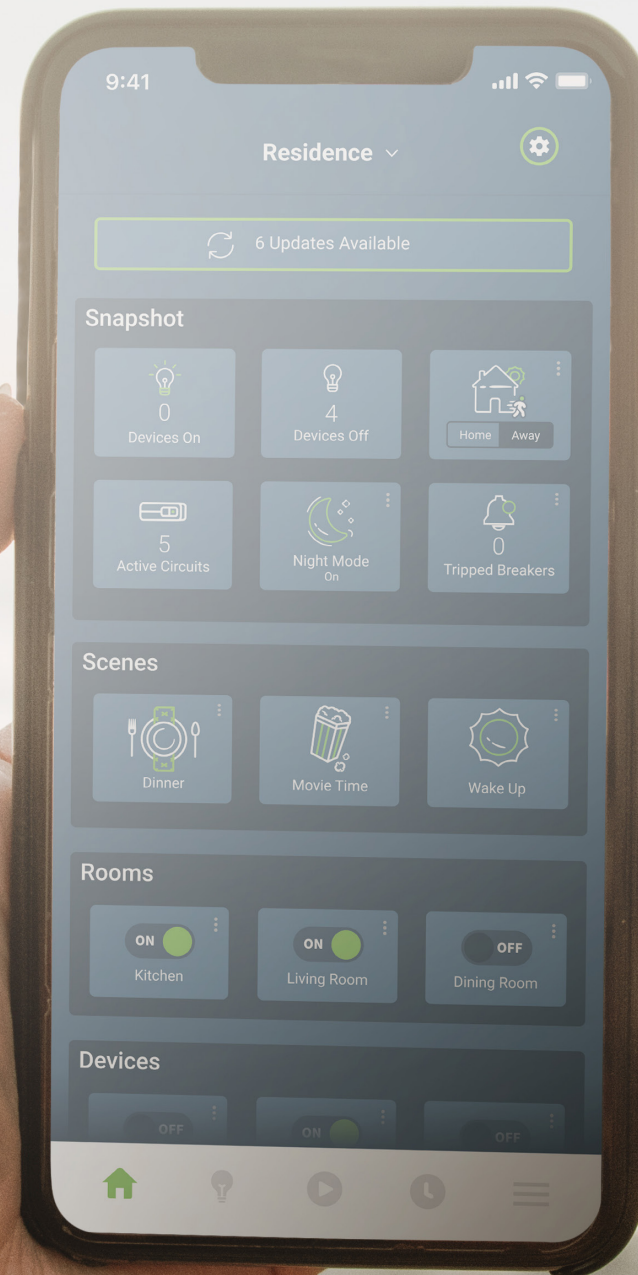 9:41
Residence
6 Updates Available
Snapshot
0
Devices On
4
Devices Off
Home Away
5
Active Circuits
Night Mode
On
0
Tripped Breakers
Scenes
Dinner
Movie Time
Wake Up
Rooms
ON
Kitchen
ON
Living Room
OFF
Dining Room
Devices
OFF
ON
OFF